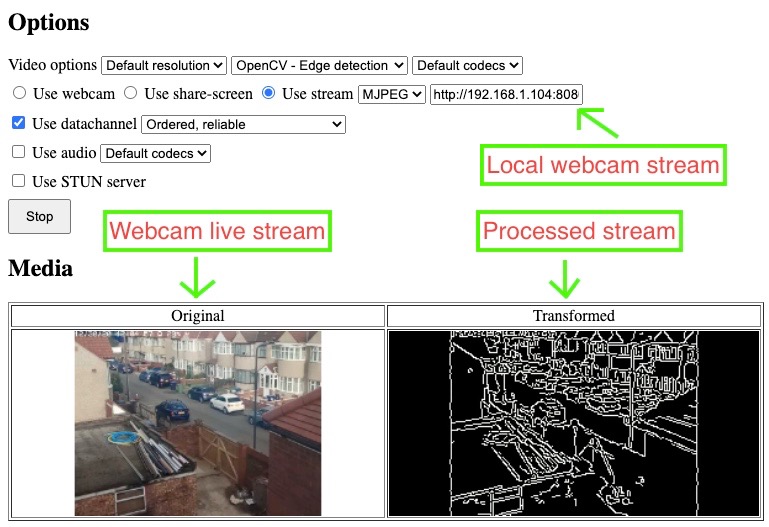 Options
Video options Default resolution OpenCV - Edge detection Default codecs
Use webcam Use share-screen Use stream MJPEG http://192.168.1.104:808
Use datachannel Ordered, reliable
Use audio Default codecs
Local webcam stream
Use STUN server
Stop
Webcam live stream
Processed stream
Media
Original Transformed